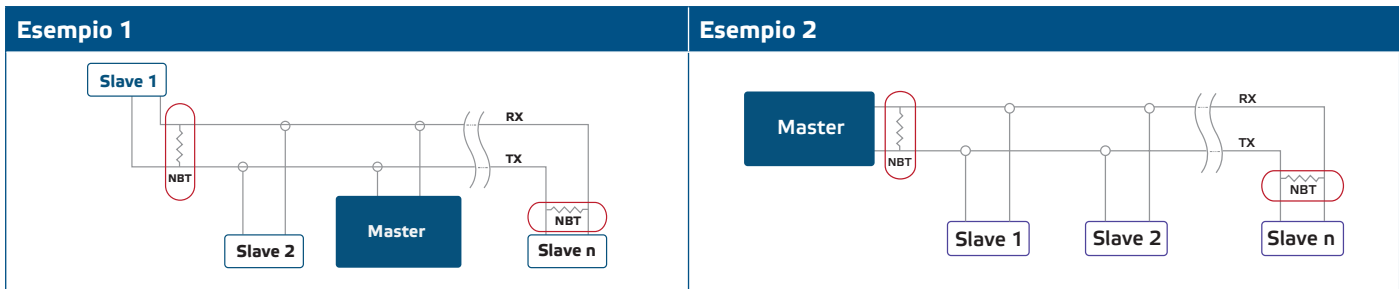 Esempio 1
Slave 1
RX
TX
NBT
NBT
Slave 2
Master
Slave n
Esempio 2
Master
RX
TX
NBT
NBT
Slave 1
Slave 2
Slave n